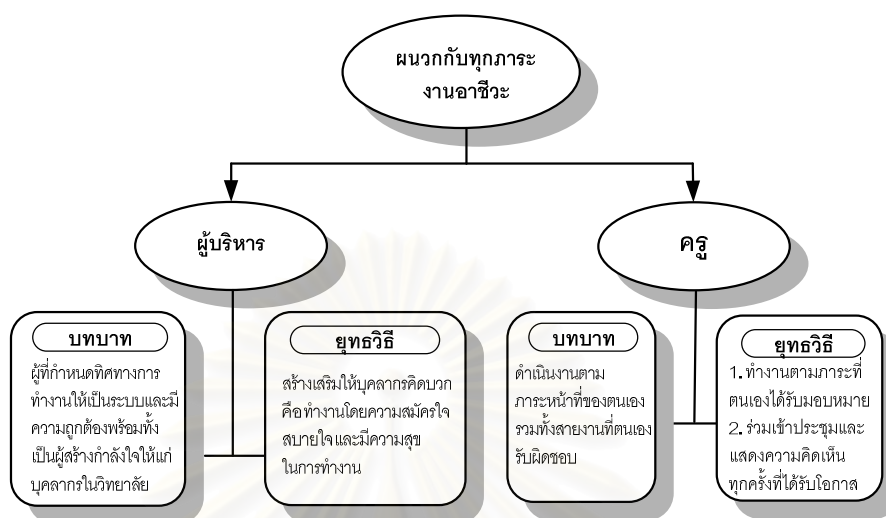 ผนวกกับทุกภาระ
งานอาชีวะ
ผู้บริหาร
ครู
บทบาท
ผู้ที่กำหนดทิศทางการ
ทำงานให้เป็นระบบและมี
ความถูกต้องพร้อมทั้ง
เป็นผู้สร้างกำลังใจให้แก่
บุคลากรในวิทยาลัย
ยุทธวิธี
สร้างเสริมให้บุคลากรคิดบวก
คือทำงานโดยความสมัครใจ
สบายใจและมีความสุข
ในการทำงาน
บทบาท
ดำเนินงานตาม
ภาระหน้าที่ของตนเอง
รวมทั้งสายงานที่ตนเอง
รับผิดชอบ
ยุทธวิธี
1. ทำงานตามภาระที่
ตนเองได้รับมอบหมาย
2. ร่วมเข้าประชุมและ
แสดงความคิดเห็น
ทุกครั้งที่ได้รับโอกาส